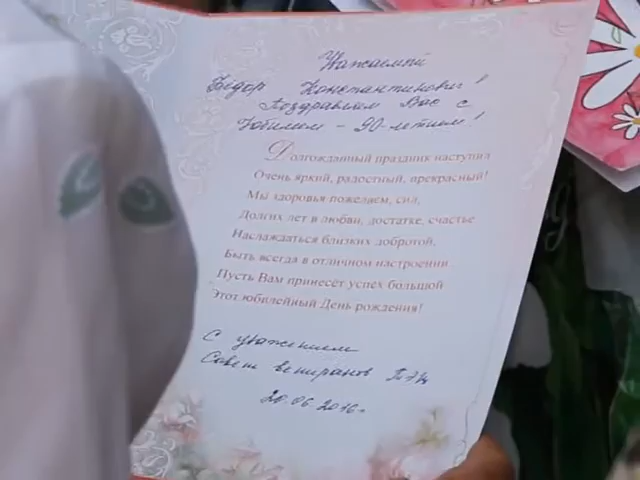 Уважаемый
Фёдор Константинович!
Поздравляем Вас с
Юбилеем – 90-летием!
Долгожданный праздник наступил
Очень яркий, радостный, прекрасный!
Мы здоровья пожелаем, сил,
Долгих лет в любви, достатке, счастье.
Наслаждаться близких добротой,
Быть всегда в отличном настроении.
Пусть Вам принесёт успех большой
Этот юбилейный День рождения!
С уважением
Совет ветеранов
20.06.2016г.